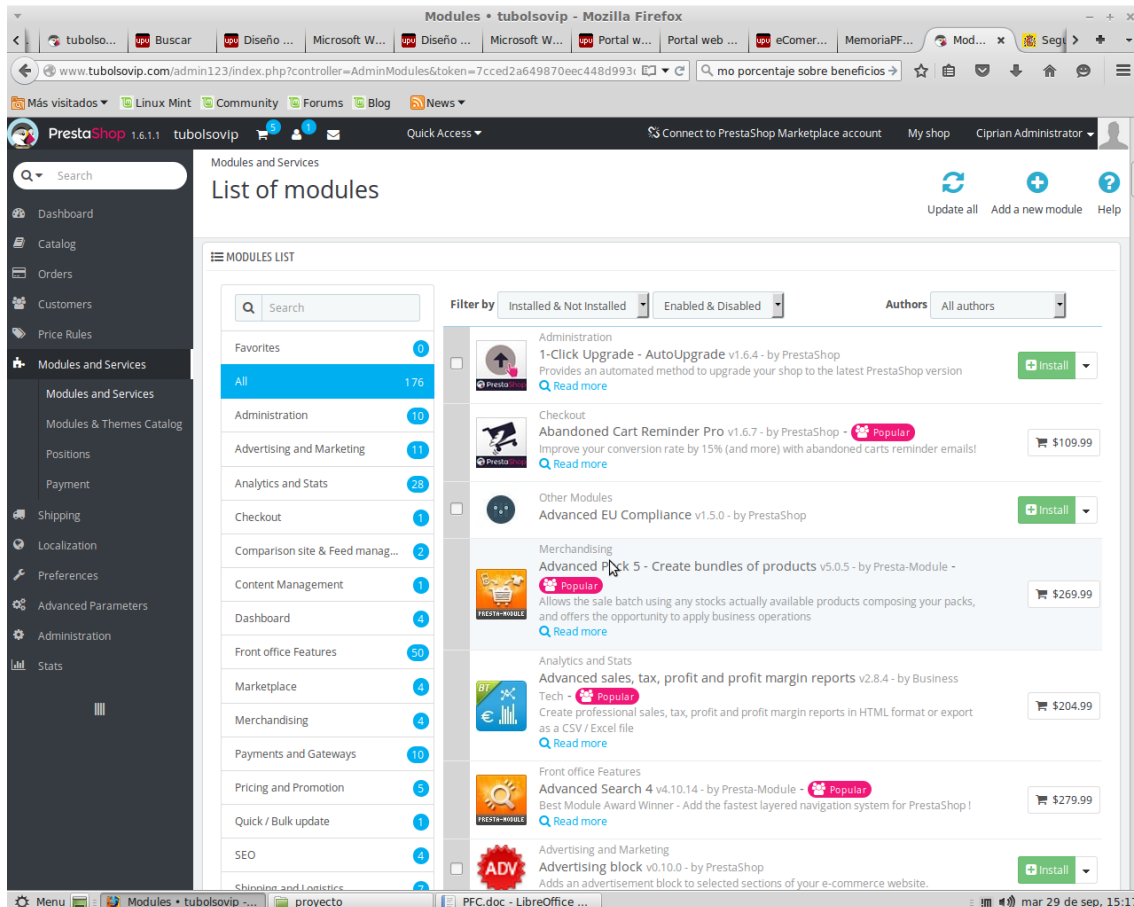 Modules • tubolsovip - Mozilla Firefox
tubolso... Buscar Diseño ... Microsoft W... Diseño ... Microsoft W... Portal w... Portal web ... eComer... MemoriaPF... Mod... Segu
www.tubolsovip.com/admin123/index.php?controller=AdminModules&token=7cced2a649870eec448d993 mo porcentaje sobre beneficios
Más visitados Linux Mint Community Forums Blog News
PrestaShop 1.6.1.1 tubolsovip 5 1 Quick Access Connect to PrestaShop Marketplace account My shop Ciprian Administrator
Search
Dashboard
Catalog
Orders
Customers
Price Rules
Modules and Services
Modules and Services
Modules & Themes Catalog
Positions
Payment
Shipping
Localization
Preferences
Advanced Parameters
Administration
Stats
Modules and Services
List of modules
Update all Add a new module Help
MODULES LIST
Search
Favorites 0
All 176
Administration 10
Advertising and Marketing 11
Analytics and Stats 28
Checkout 1
Comparison site & Feed manag... 2
Content Management 1
Dashboard 4
Front office Features 50
Marketplace 4
Merchandising 4
Payments and Gateways 10
Pricing and Promotion 5
Quick / Bulk update 1
SEO 4
Shipping and Logistics 7
Filter by Installed & Not Installed Enabled & Disabled Authors All authors
Administration
1-Click Upgrade - AutoUpgrade v1.6.4 - by PrestaShop
Provides an automated method to upgrade your shop to the latest PrestaShop version
Read more
PrestaShop
Install
Checkout
Abandoned Cart Reminder Pro v1.6.7 - by PrestaShop - Popular
Improve your conversion rate by 15% (and more) with abandoned carts reminder emails!
Read more
PrestaShop
$109.99
Other Modules
Advanced EU Compliance v1.5.0 - by PrestaShop
Install
Merchandising
Advanced Pack 5 - Create bundles of products v5.0.5 - by Presta-Module -
Popular
Allows the sale batch using any stocks actually available products composing your packs,
and offers the opportunity to apply business operations
Read more
PRESTA-MODULE
$269.99
Analytics and Stats
Advanced sales, tax, profit and profit margin reports v2.8.4 - by Business
Tech - Popular
Create professional sales, tax, profit and profit margin reports in HTML format or export
as a CSV / Excel file
Read more
BT
€
$204.99
Front office Features
Advanced Search 4 v4.10.14 - by Presta-Module - Popular
Best Module Award Winner - Add the fastest layered navigation system for PrestaShop !
Read more
PRESTA-MODULE
$279.99
Advertising and Marketing
Advertising block v0.10.0 - by PrestaShop
Adds an advertisement block to selected sections of your e-commerce website.
ADV
Install
Menu Modules • tubolsovip -... proyecto PFC.doc - LibreOffice ... mar 29 de sep, 15:17